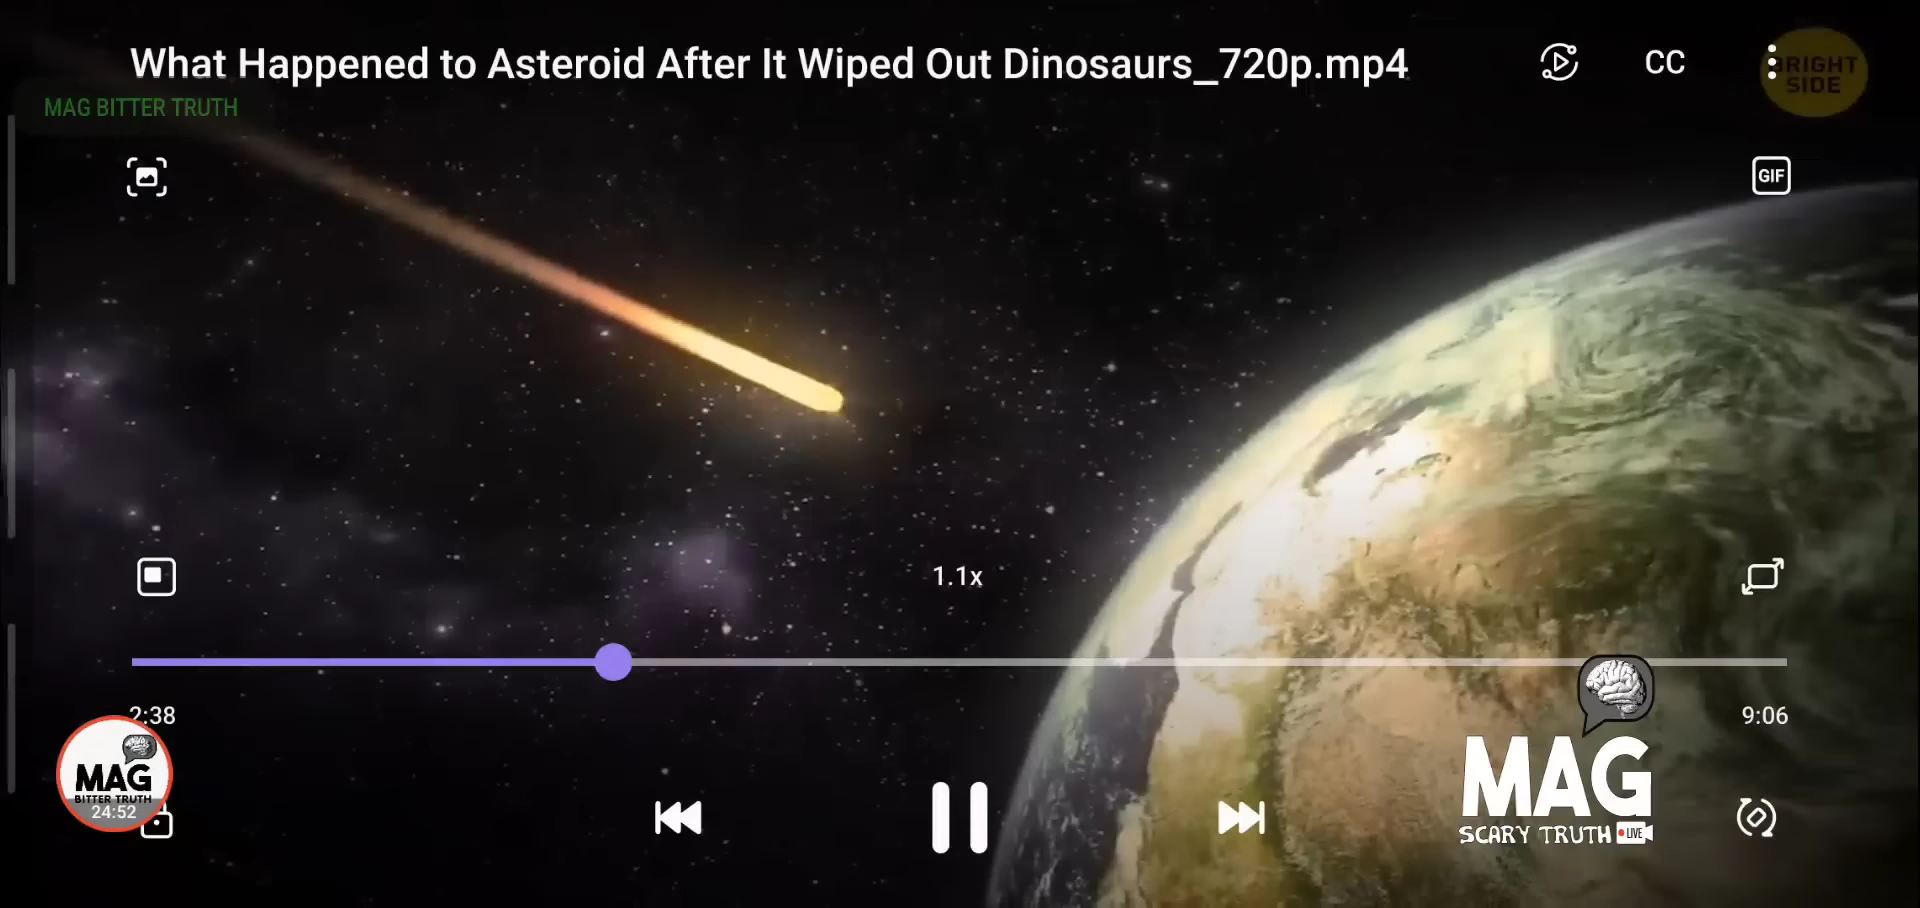 What Happened to Asteroid After It Wiped Out Dinosaurs_720p.mp4
CC
RIGHT
SIDE
MAG BITTER TRUTH
GIF
1.1x
2:38
9:06
MAG
BITTER TRUTH
24:52
MAG
SCARY TRUTH LIVE